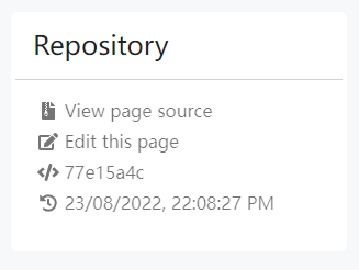 Repository
View page source
Edit this page
77e15a4c
23/08/2022, 22:08:27 PM